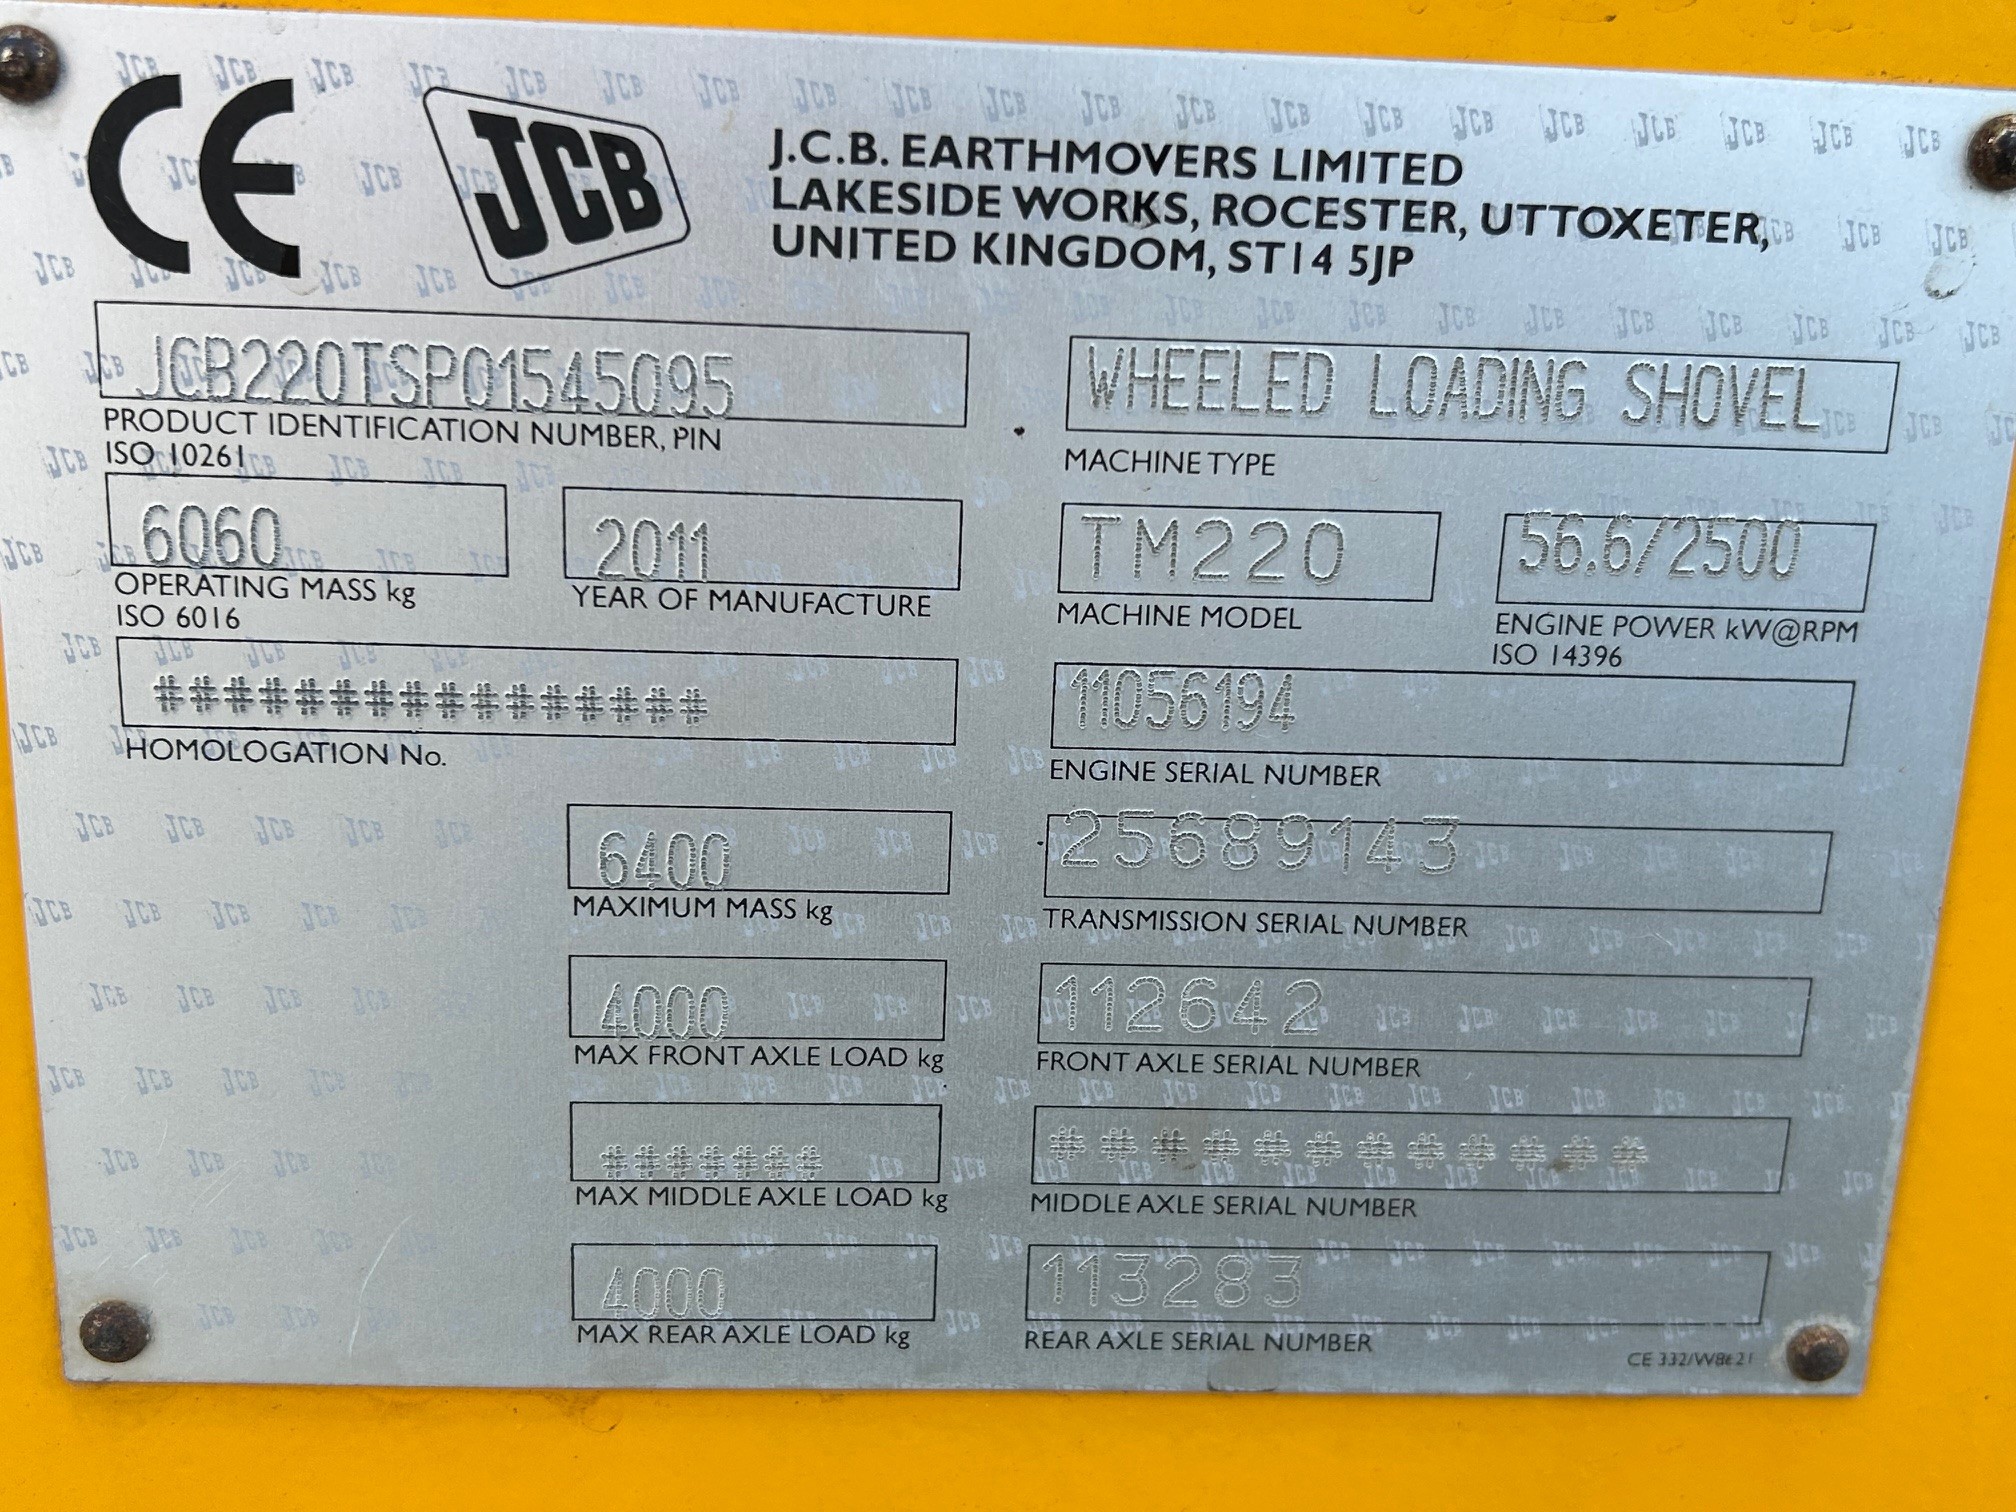 CE
JCB
J.C.B. EARTHMOVERS LIMITED
LAKESIDE WORKS, ROCESTER, UTTOXETER,
UNITED KINGDOM, ST14 5JP
JCB220TSP01545095
PRODUCT IDENTIFICATION NUMBER, PIN
ISO 10261
WHEELED LOADING SHOVEL
MACHINE TYPE
6060
OPERATING MASS kg
ISO 6016
2011
YEAR OF MANUFACTURE
TM220
MACHINE MODEL
56.6/2500
ENGINE POWER kW@RPM
ISO 14396
################
HOMOLOGATION No.
11056194
ENGINE SERIAL NUMBER
6400
MAXIMUM MASS kg
25689143
TRANSMISSION SERIAL NUMBER
4000
MAX FRONT AXLE LOAD kg
112642
FRONT AXLE SERIAL NUMBER
#######
MAX MIDDLE AXLE LOAD kg
############
MIDDLE AXLE SERIAL NUMBER
4000
MAX REAR AXLE LOAD kg
113283
REAR AXLE SERIAL NUMBER
CE